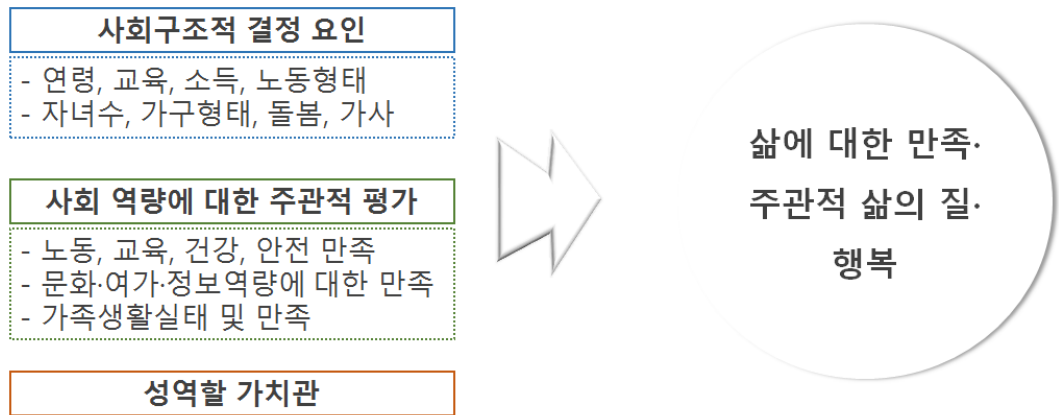 사회구조적 결정 요인
- 연령, 교육, 소득, 노동형태
- 자녀수, 가구형태, 돌봄, 가사
사회 역량에 대한 주관적 평가
- 노동, 교육, 건강, 안전 만족
- 문화·여가·정보역량에 대한 만족
- 가족생활실태 및 만족
성역할 가치관
삶에 대한 만족·
주관적 삶의 질·
행복